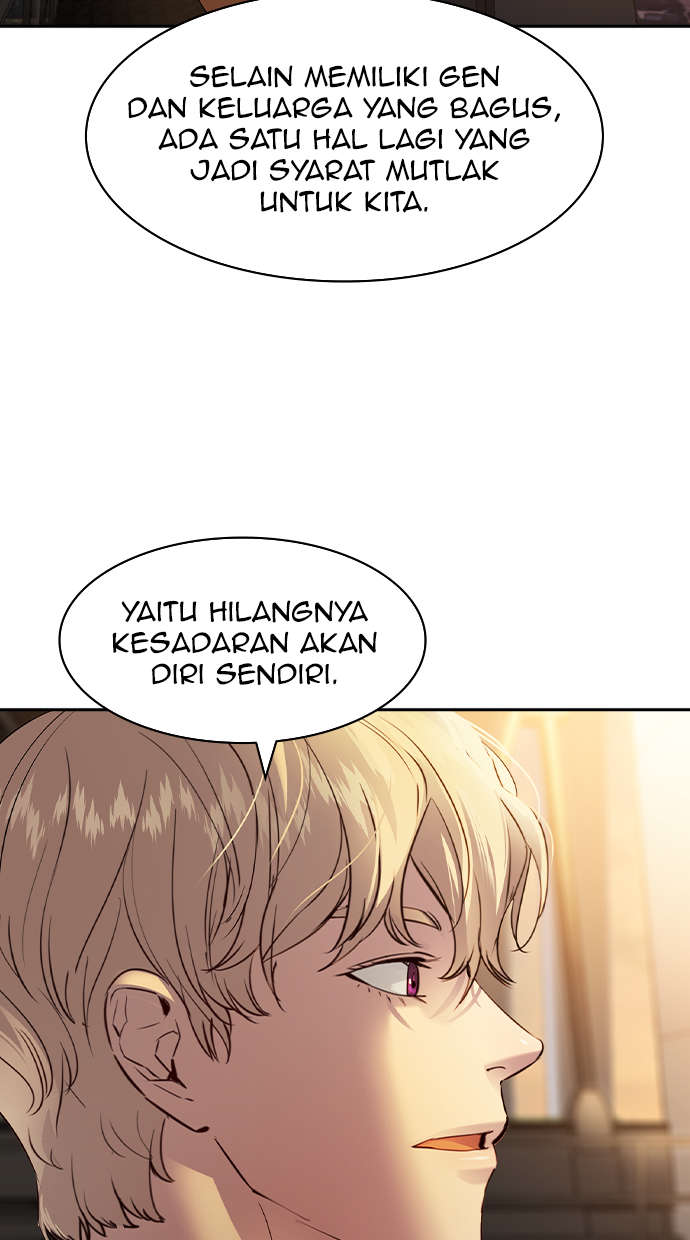 SELAIN MEMILIKI GEN
DAN KELUARGA YANG BAGUS,
ADA SATU HAL LAGI YANG
JADI SYARAT MUTLAK
UNTUK KITA.
YAITU HILANGNYA
KESADARAN AKAN
DIRI SENDIRI.